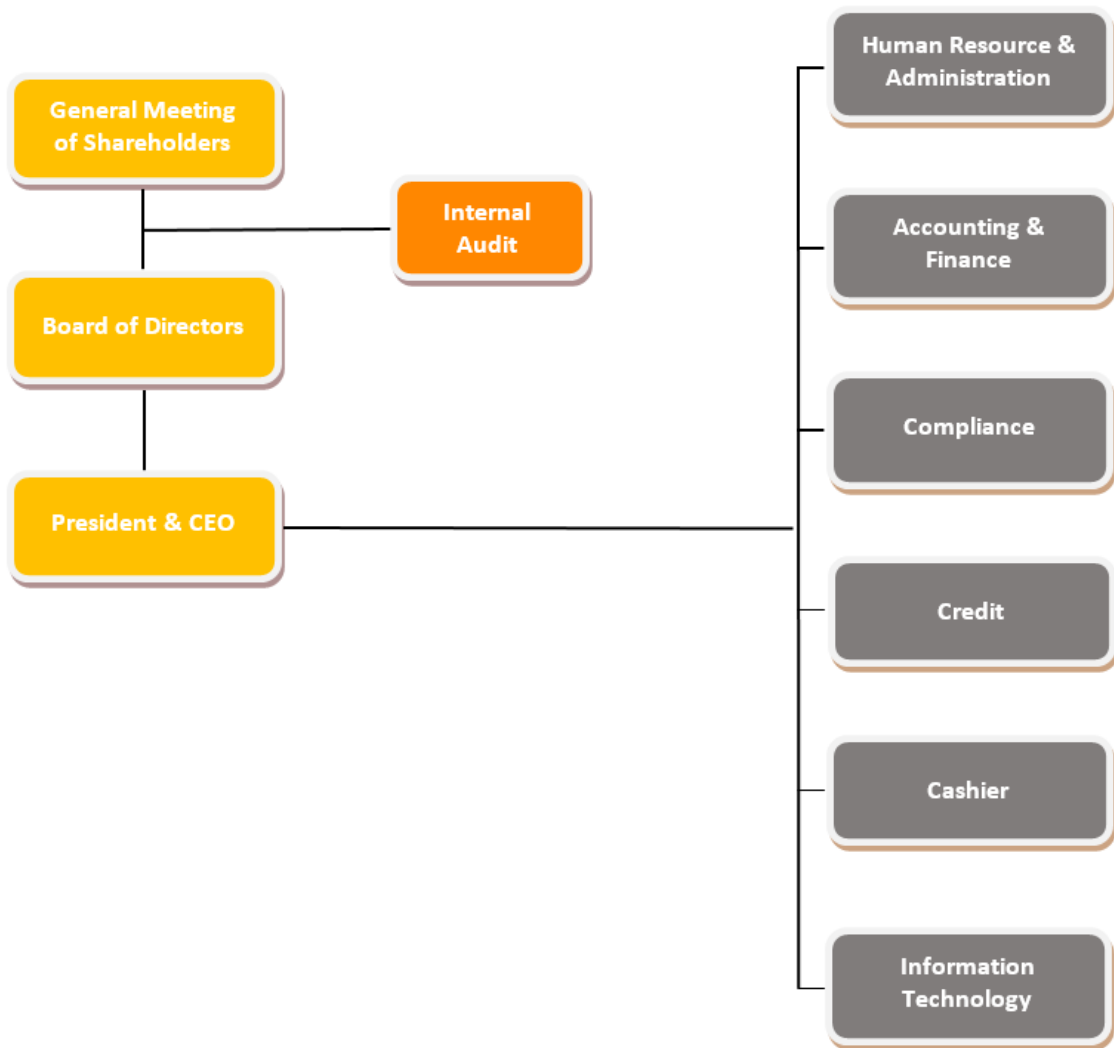 General Meeting
of Shareholders
Internal
Audit
Board of Directors
President & CEO
Human Resource &
Administration
Accounting &
Finance
Compliance
Credit
Cashier
Information
Technology